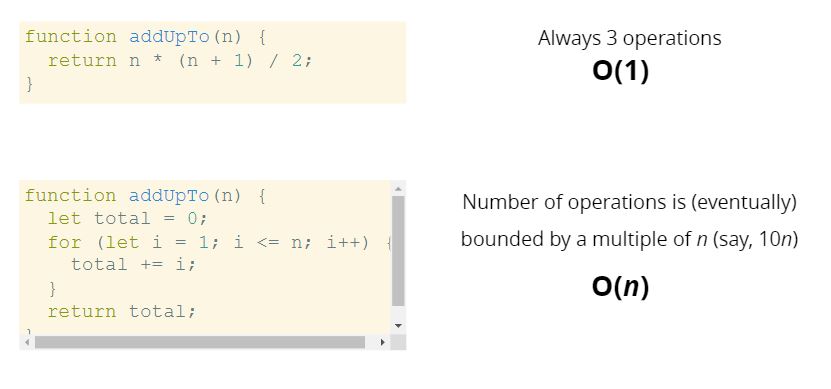 function addUpTo(n) {
  return n * (n + 1) / 2;
}
Always 3 operations
O(1)
function addUpTo(n) {
  let total = 0;
  for (let i = 1; i <= n; i++) {
    total += i;
  }
  return total;
}
Number of operations is (eventually)
bounded by a multiple of n (say, 10n)
O(n)